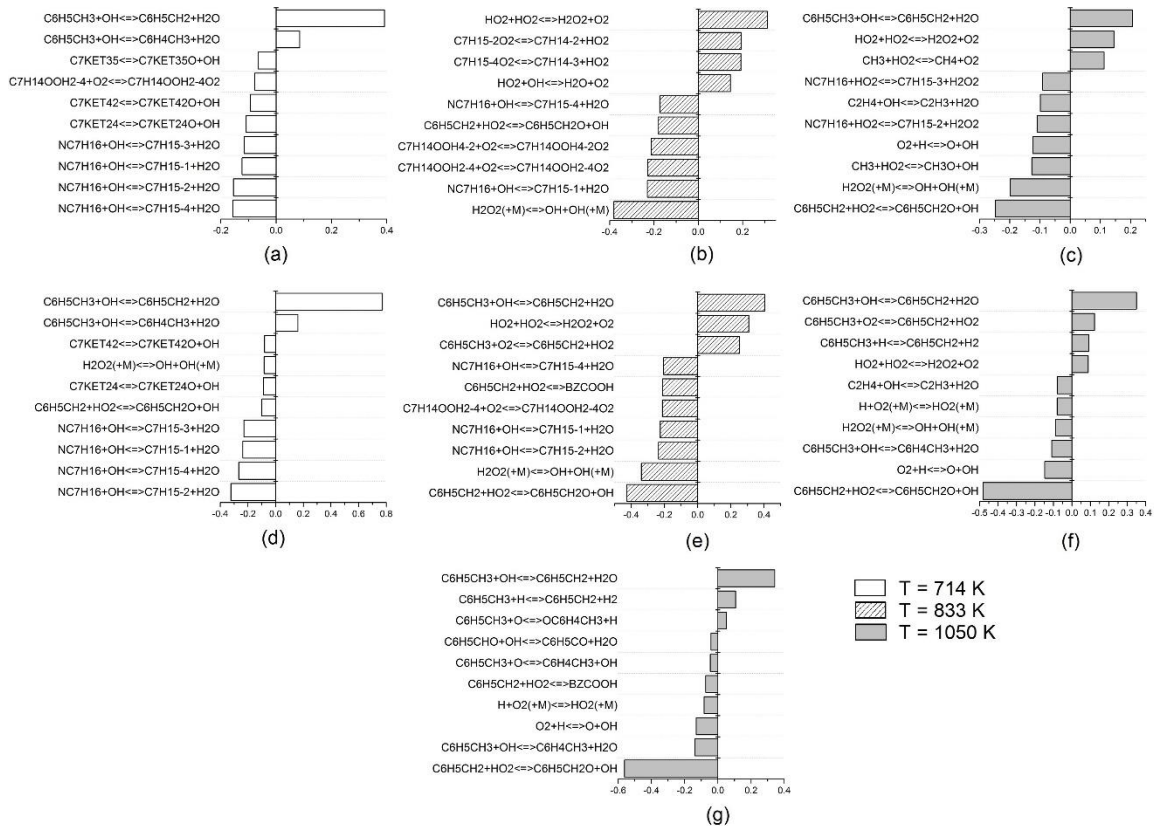 C6H5CH3+OH<=>C6H5CH2+H2O
C6H5CH3+OH<=>C6H4CH3+H2O
C7KET35<=>C7KET35O+OH
C7H14OOH2-4+O2<=>C7H14OOH2-4O2
C7KET42<=>C7KET42O+OH
C7KET24<=>C7KET24O+OH
NC7H16+OH<=>C7H15-3+H2O
NC7H16+OH<=>C7H15-1+H2O
NC7H16+OH<=>C7H15-2+H2O
NC7H16+OH<=>C7H15-4+H2O
-0.2 0.0 0.2 0.4
(a)
HO2+HO2<=>H2O2+O2
C7H15-2O2<=>C7H14-2+HO2
C7H15-4O2<=>C7H14-3+HO2
HO2+OH<=>H2O+O2
NC7H16+OH<=>C7H15-4+H2O
C6H5CH2+HO2<=>C6H5CH2O+OH
C7H14OOH4-2+O2<=>C7H14OOH4-2O2
C7H14OOH2-4+O2<=>C7H14OOH2-4O2
NC7H16+OH<=>C7H15-1+H2O
H2O2(+M)<=>OH+OH(+M)
-0.4 -0.2 0.0 0.2
(b)
C6H5CH3+OH<=>C6H5CH2+H2O
HO2+HO2<=>H2O2+O2
CH3+HO2<=>CH4+O2
NC7H16+HO2<=>C7H15-3+H2O2
C2H4+OH<=>C2H3+H2O
NC7H16+HO2<=>C7H15-2+H2O2
O2+H<=>O+OH
CH3+HO2<=>CH3O+OH
H2O2(+M)<=>OH+OH(+M)
C6H5CH2+HO2<=>C6H5CH2O+OH
-0.3 -0.2 -0.1 0.0 0.1 0.2
(c)
C6H5CH3+OH<=>C6H5CH2+H2O
C6H5CH3+OH<=>C6H4CH3+H2O
C7KET42<=>C7KET42O+OH
H2O2(+M)<=>OH+OH(+M)
C7KET24<=>C7KET24O+OH
C6H5CH2+HO2<=>C6H5CH2O+OH
NC7H16+OH<=>C7H15-3+H2O
NC7H16+OH<=>C7H15-1+H2O
NC7H16+OH<=>C7H15-4+H2O
NC7H16+OH<=>C7H15-2+H2O
-0.4 -0.2 0.0 0.2 0.4 0.6 0.8
(d)
C6H5CH3+OH<=>C6H5CH2+H2O
HO2+HO2<=>H2O2+O2
C6H5CH3+O2<=>C6H5CH2+HO2
NC7H16+OH<=>C7H15-4+H2O
C6H5CH2+HO2<=>BZCOOH
C7H14OOH2-4+O2<=>C7H14OOH2-4O2
NC7H16+OH<=>C7H15-1+H2O
NC7H16+OH<=>C7H15-2+H2O
H2O2(+M)<=>OH+OH(+M)
C6H5CH2+HO2<=>C6H5CH2O+OH
-0.6 -0.4 -0.2 0.0 0.2 0.4
(e)
C6H5CH3+OH<=>C6H5CH2+H2O
C6H5CH3+O2<=>C6H5CH2+HO2
C6H5CH3+H<=>C6H5CH2+H2
HO2+HO2<=>H2O2+O2
C2H4+OH<=>C2H3+H2O
H+O2(+M)<=>HO2(+M)
H2O2(+M)<=>OH+OH(+M)
C6H5CH3+OH<=>C6H4CH3+H2O
O2+H<=>O+OH
C6H5CH2+HO2<=>C6H5CH2O+OH
-0.5 -0.4 -0.3 -0.2 -0.1 0.0 0.1 0.2 0.3 0.4
(f)
C6H5CH3+OH<=>C6H5CH2+H2O
C6H5CH3+H<=>C6H5CH2+H2
C6H5CH3+O<=>OC6H4CH3+H
C6H5CHO+OH<=>C6H5CO+H2O
C6H5CH3+O<=>C6H4CH3+OH
C6H5CH2+HO2<=>BZCOOH
H+O2(+M)<=>HO2(+M)
O2+H<=>O+OH
C6H5CH3+OH<=>C6H4CH3+H2O
C6H5CH2+HO2<=>C6H5CH2O+OH
-0.6 -0.4 -0.2 0.0 0.2 0.4
(g)
T = 714 K
T = 833 K
T = 1050 K